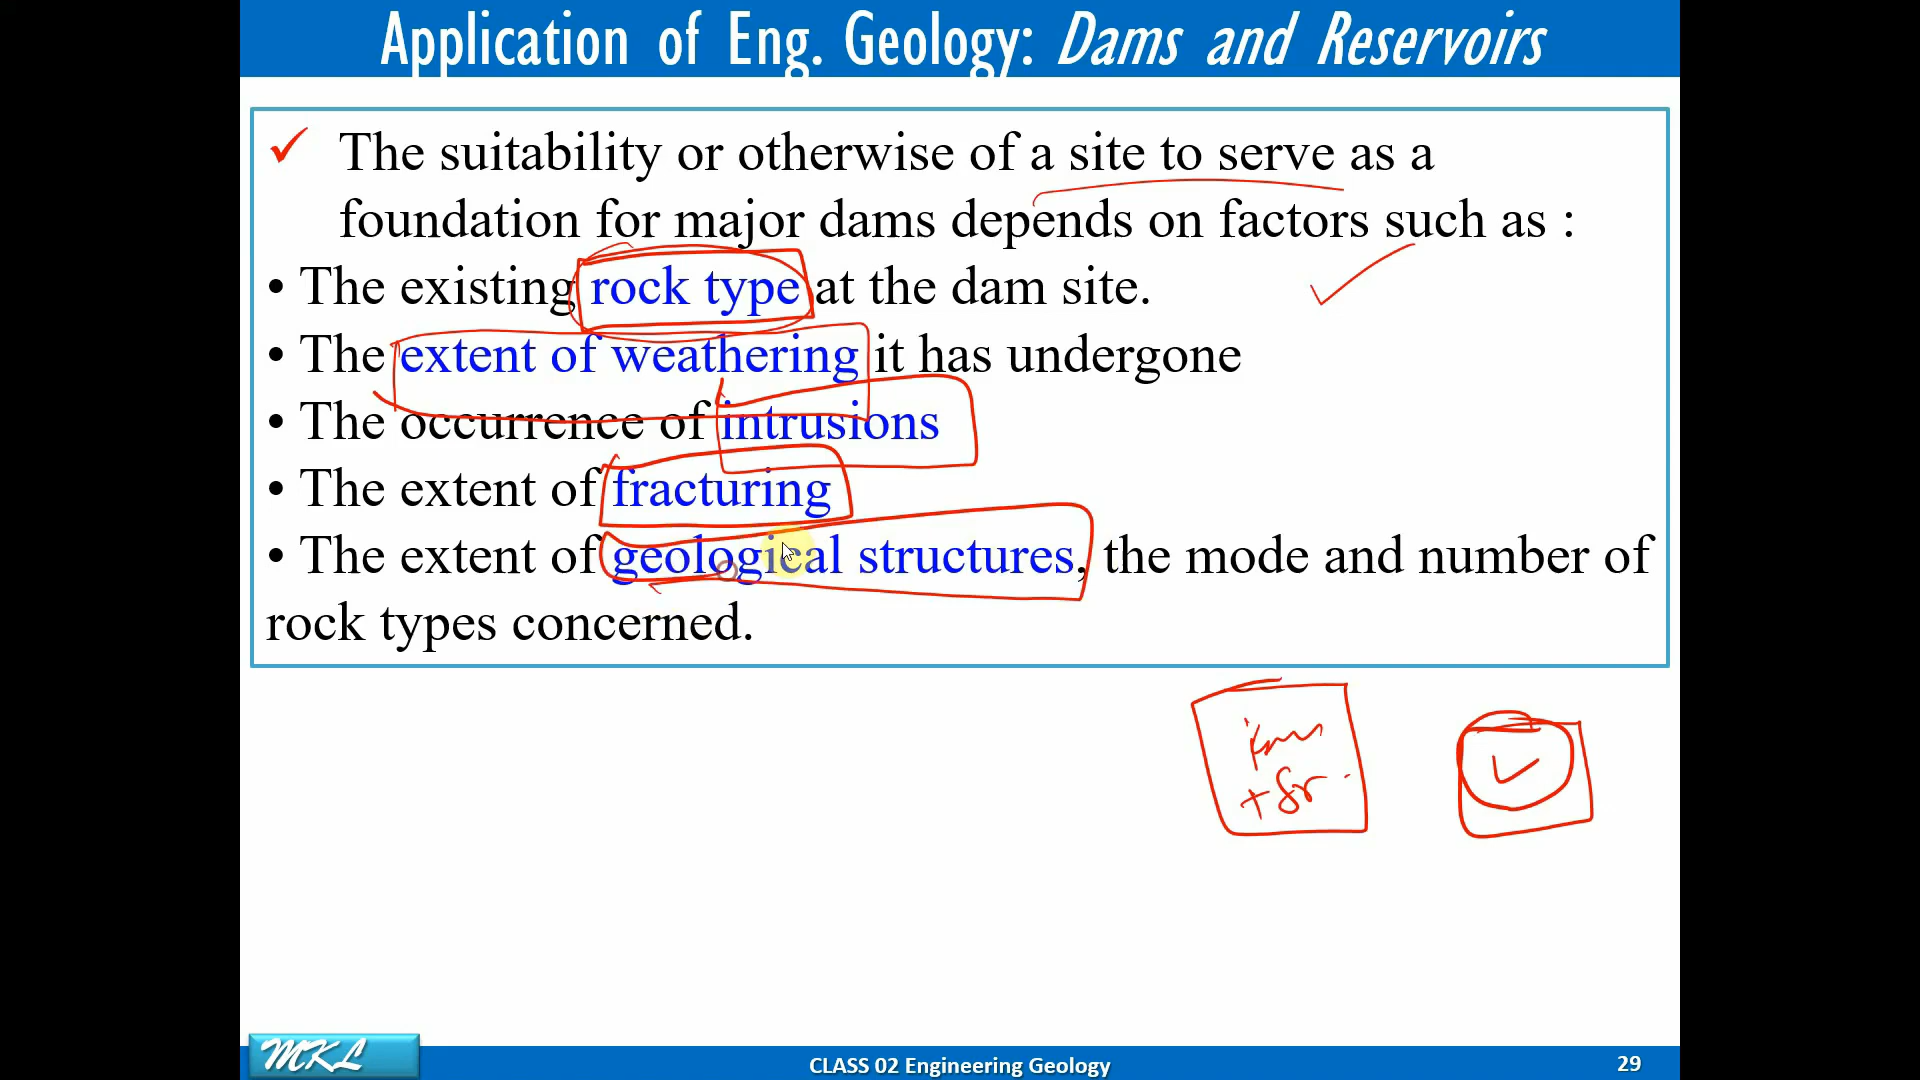 Application of Eng. Geology: Dams and Reservoirs
✓ The suitability or otherwise of a site to serve as a
foundation for major dams depends on factors such as :
• The existing rock type at the dam site.
• The extent of weathering it has undergone
• The occurrence of intrusions
• The extent of fracturing
• The extent of geological structures, the mode and number of
rock types concerned.
MKL
CLASS 02 Engineering Geology
29